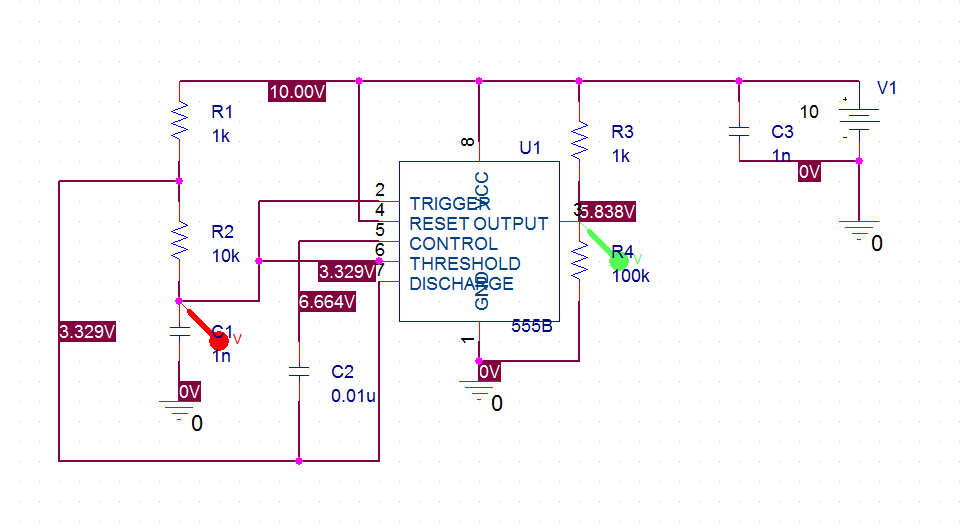 V1
10.00V
10
R1
1k
R3
1k
C3
1n
0V
8
U1
VCC
2
TRIGGER
4
RESET OUTPUT
3
5.838V
5
CONTROL
6
THRESHOLD
7
DISCHARGE
GND
R2
10k
3.329V
R4
100k
V
0
6.664V
555B
3.329V
C1
V
1n
1
C2
0.01u
0V
0V
0
0